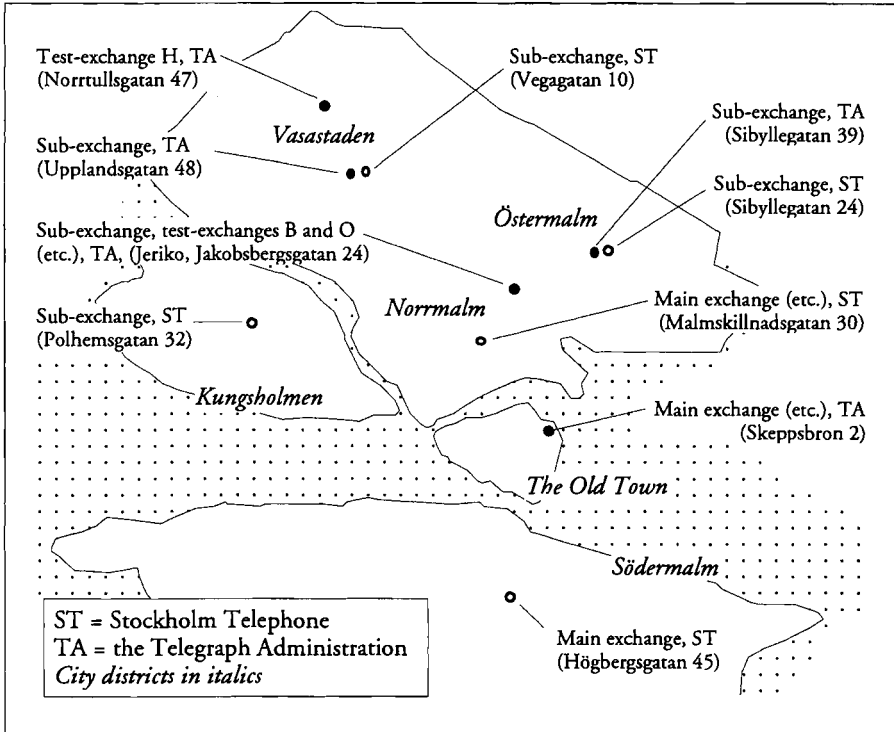 Test-exchange H, TA
(Norrtullsgatan 47)
Sub-exchange, ST
(Vegagatan 10)
Vasastaden
Sub-exchange, TA
(Sibyllegatan 39)
Sub-exchange, TA
(Upplandsgatan 48)
Sub-exchange, ST
(Sibyllegatan 24)
Östermalm
Sub-exchange, test-exchanges B and O
(etc.), TA, (Jeriko, Jakobsbergsgatan 24)
Norrmalm
Main exchange (etc.), ST
(Malmskillnadsgatan 30)
Sub-exchange, ST
(Polhemsgatan 32)
Kungsholmen
Main exchange (etc.), TA
(Skeppsbron 2)
The Old Town
Södermalm
ST = Stockholm Telephone
TA = the Telegraph Administration
City districts in italics
Main exchange, ST
(Högbergsgatan 45)